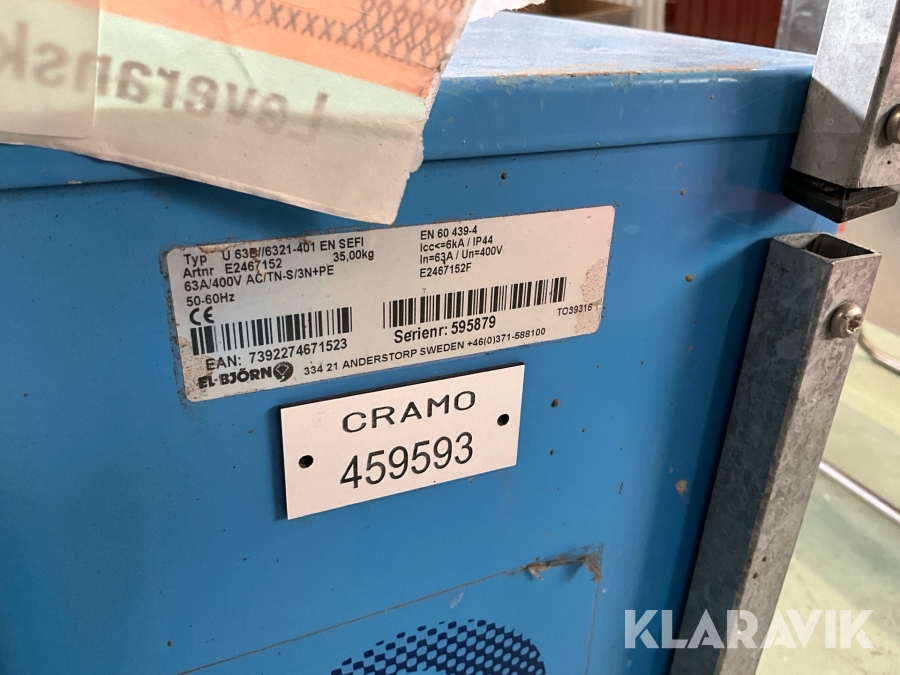 Leveransk
Typ U 63E//6321-401 EN SEFI
Artnr E2467152 35,00kg
63A/400V AC/TN-S/3N+PE
50-60Hz
CE
EN 60 439-4
Icc<=6kA / IP44
In=63A / Un=400V
E2467152F
TO39316
EAN: 7392274671523
Serienr: 595879
EL-BJÖRN
334 21 ANDERSTORP SWEDEN +46(0)371-588100
CRAMO
459593
KLARAVIK